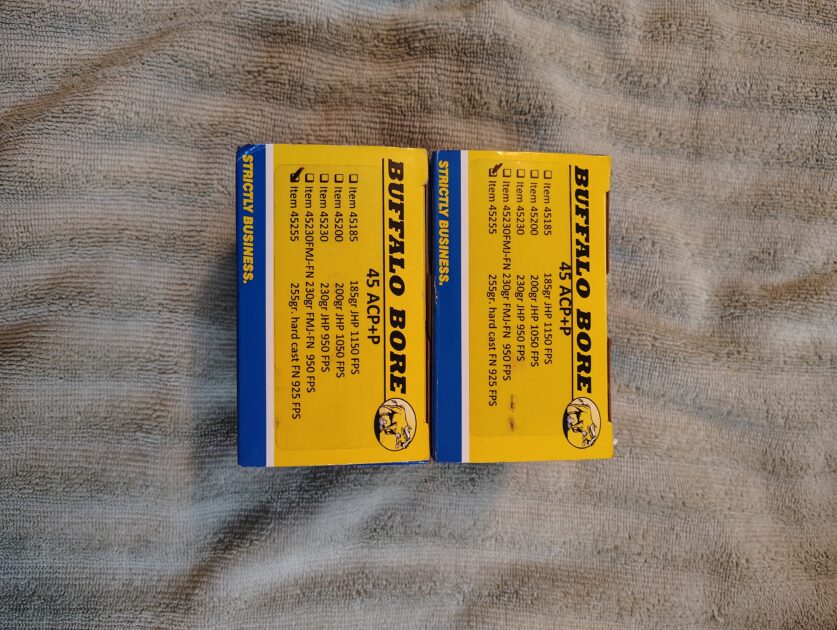 BUFFALO BORE
45 ACP+P
☐ Item 45185 185gr JHP 1150 FPS
☐ Item 45200 200gr JHP 1050 FPS
☐ Item 45230 230gr JHP 950 FPS
☐ Item 45230FMJ-FN 230gr FMJ-FN 950 FPS
☑ Item 45255 255gr. hard cast FN 925 FPS
STRICTLY BUSINESS.
BUFFALO BORE
45 ACP+P
☐ Item 45185 185gr JHP 1150 FPS
☐ Item 45200 200gr JHP 1050 FPS
☐ Item 45230 230gr JHP 950 FPS
☐ Item 45230FMJ-FN 230gr FMJ-FN 950 FPS
☑ Item 45255 255gr. hard cast FN 925 FPS
STRICTLY BUSINESS.